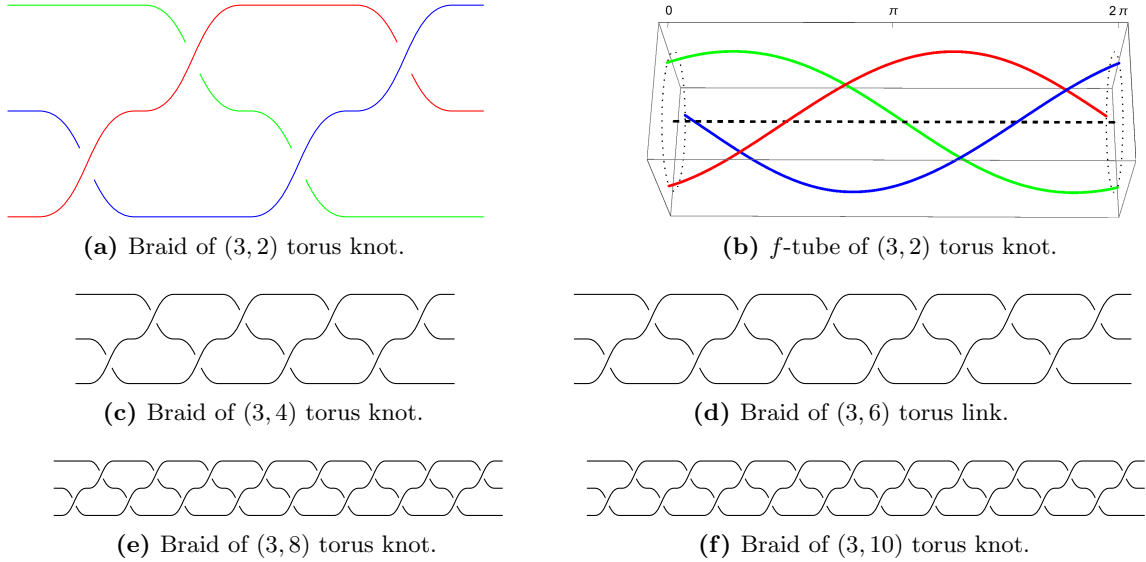 0 π 2 π
(a) Braid of (3, 2) torus knot.
(b) f-tube of (3, 2) torus knot.
(c) Braid of (3, 4) torus knot.
(d) Braid of (3, 6) torus link.
(e) Braid of (3, 8) torus knot.
(f) Braid of (3, 10) torus knot.